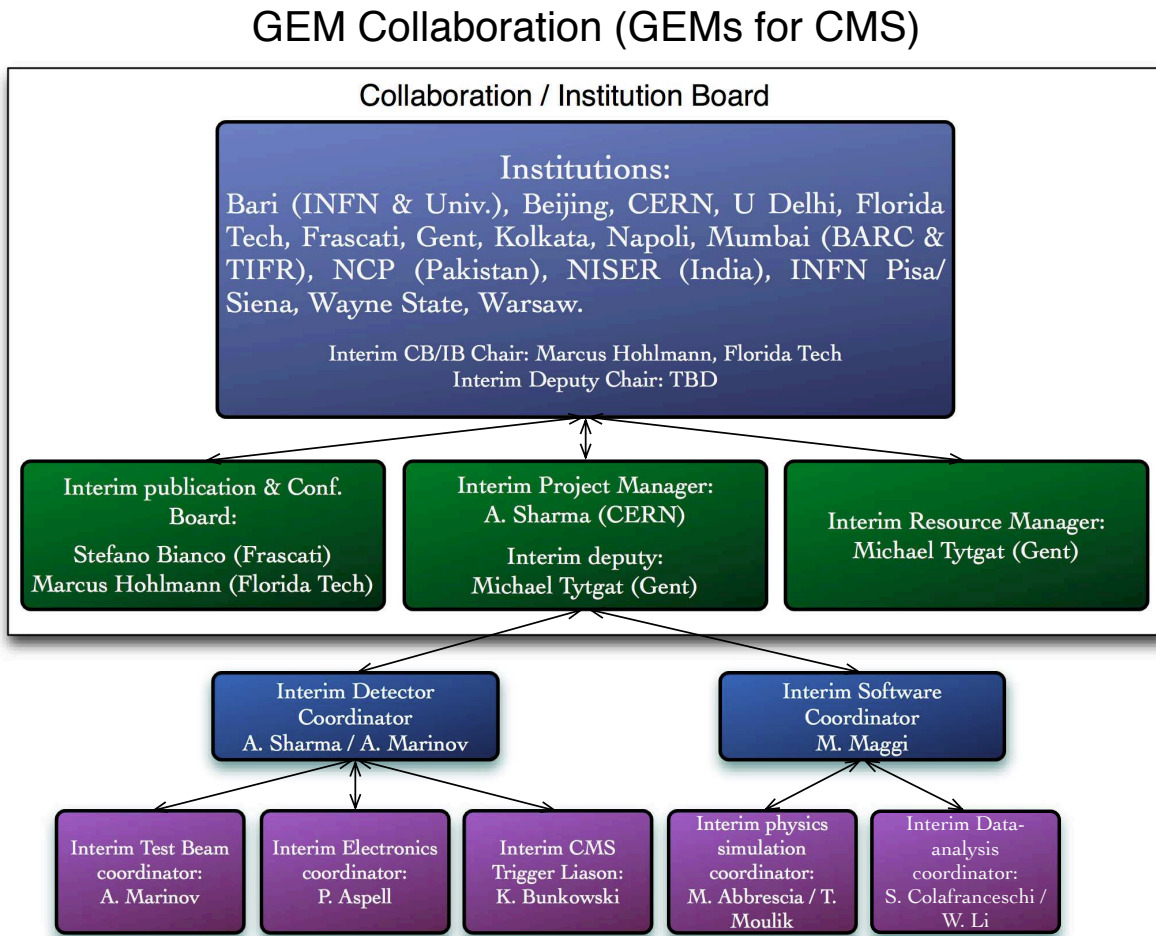 GEM Collaboration (GEMs for CMS)
Collaboration / Institution Board
Institutions:
Bari (INFN & Univ.), Beijing, CERN, U Delhi, Florida
Tech, Frascati, Gent, Kolkata, Napoli, Mumbai (BARC &
TIFR), NCP (Pakistan), NISER (India), INFN Pisa/
Siena, Wayne State, Warsaw.
Interim CB/IB Chair: Marcus Hohlmann, Florida Tech
Interim Deputy Chair: TBD
Interim publication & Conf.
Board:
Stefano Bianco (Frascati)
Marcus Hohlmann (Florida Tech)
Interim Project Manager:
A. Sharma (CERN)
Interim deputy:
Michael Tytgat (Gent)
Interim Resource Manager:
Michael Tytgat (Gent)
Interim Detector
Coordinator
A. Sharma / A. Marinov
Interim Software
Coordinator
M. Maggi
Interim Test Beam
coordinator:
A. Marinov
Interim Electronics
coordinator:
P. Aspell
Interim CMS
Trigger Liason:
K. Bunkowski
Interim physics
simulation
coordinator:
M. Abbrescia / T.
Moulik
Interim Data-
analysis
coordinator:
S. Colafranceschi /
W. Li